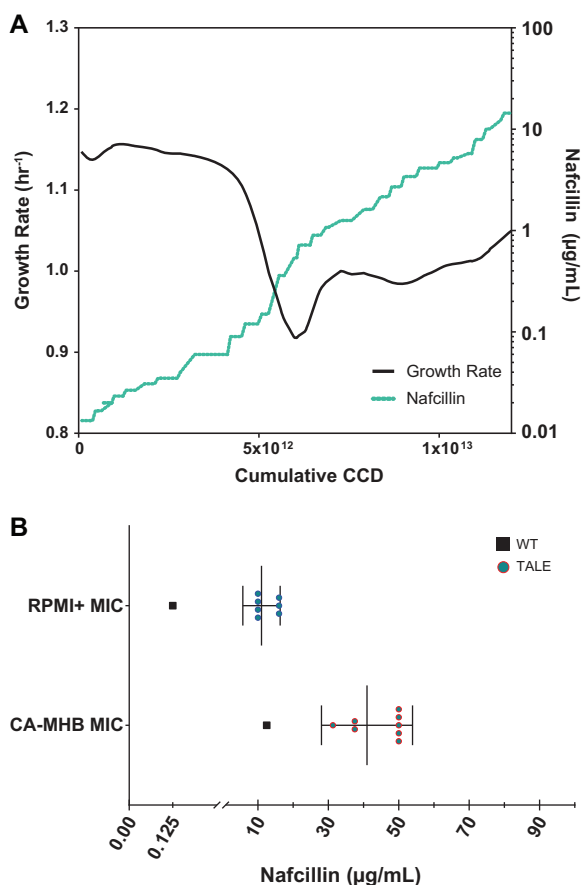 A
1.3
1.2
1.1
1.0
0.9
0.8
Growth Rate (hr⁻¹)
100
10
1
0.1
0.01
Nafcillin (µg/mL)
Growth Rate
Nafcillin
0
5x10¹²
1x10¹³
Cumulative CCD
B
WT
TALE
RPMI+ MIC
CA-MHB MIC
0.00
0.125
10
30
50
70
90
Nafcillin (µg/mL)